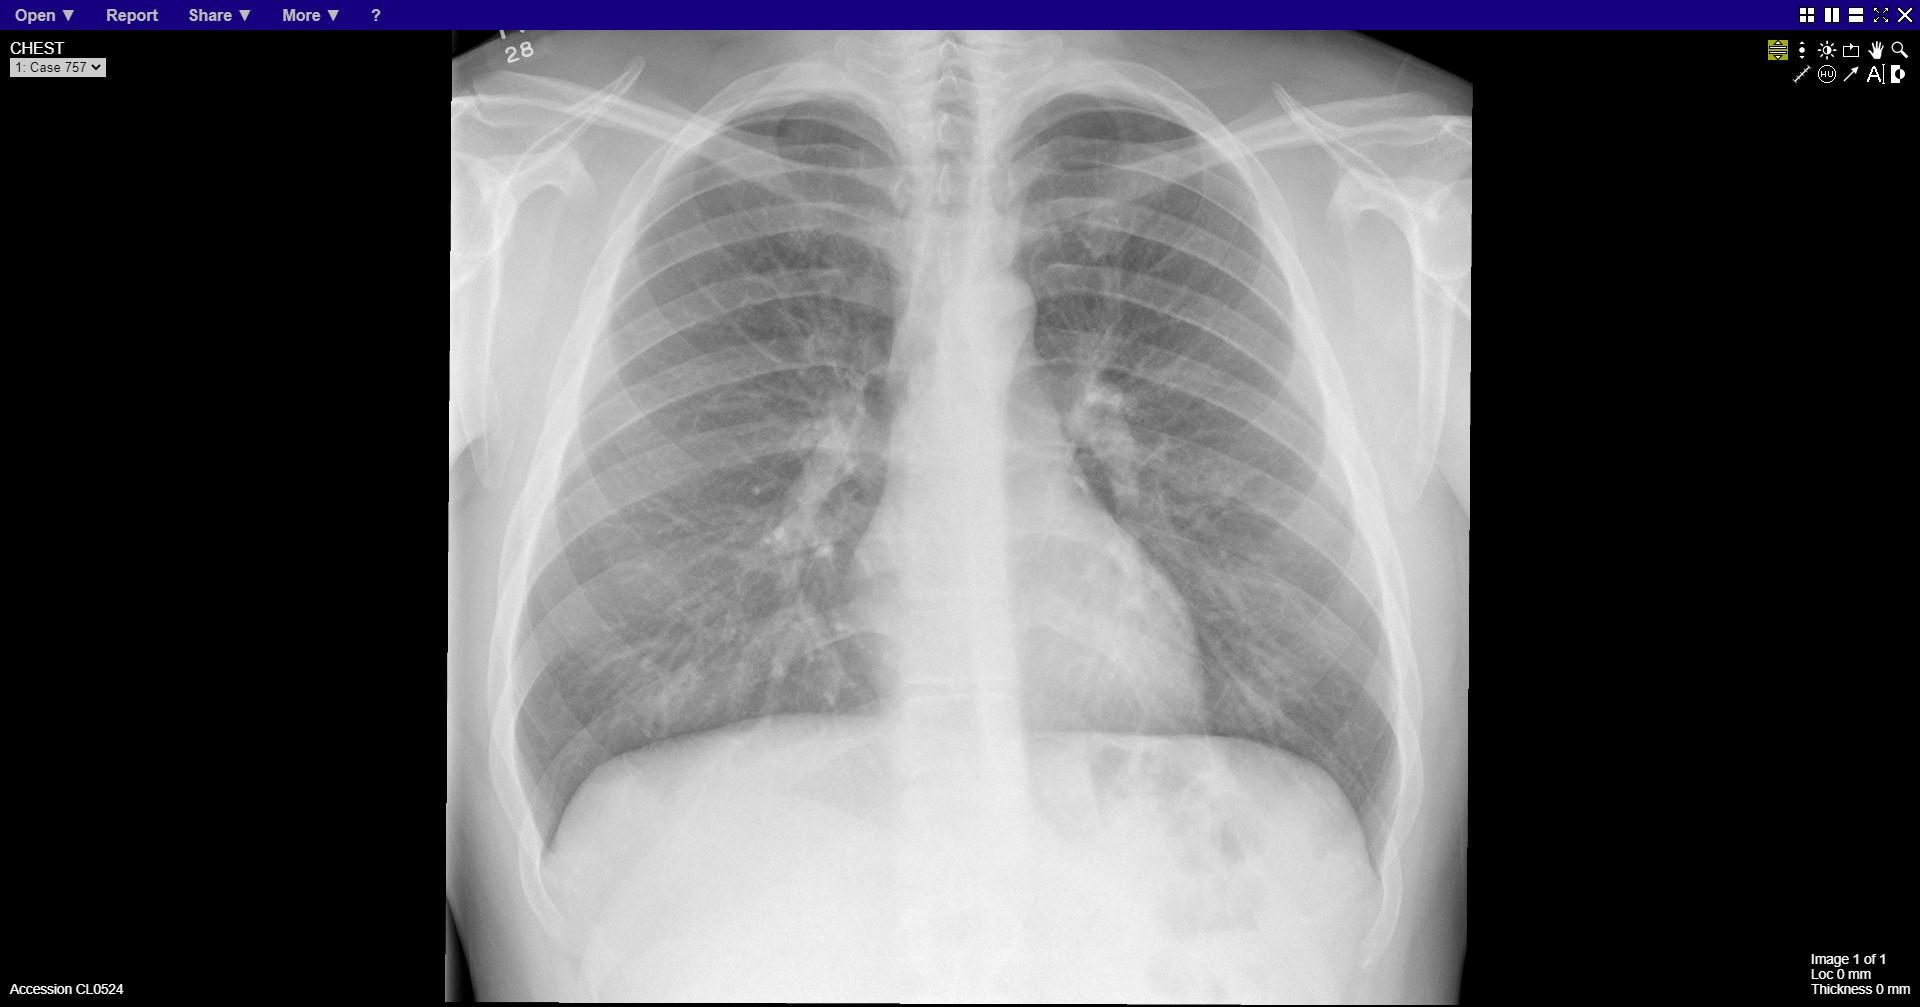 Open ▼ Report Share ▼ More ▼ ?
CHEST
1: Case 757
28
HU
A
Image 1 of 1
Loc 0 mm
Thickness 0 mm
Accession CL0524